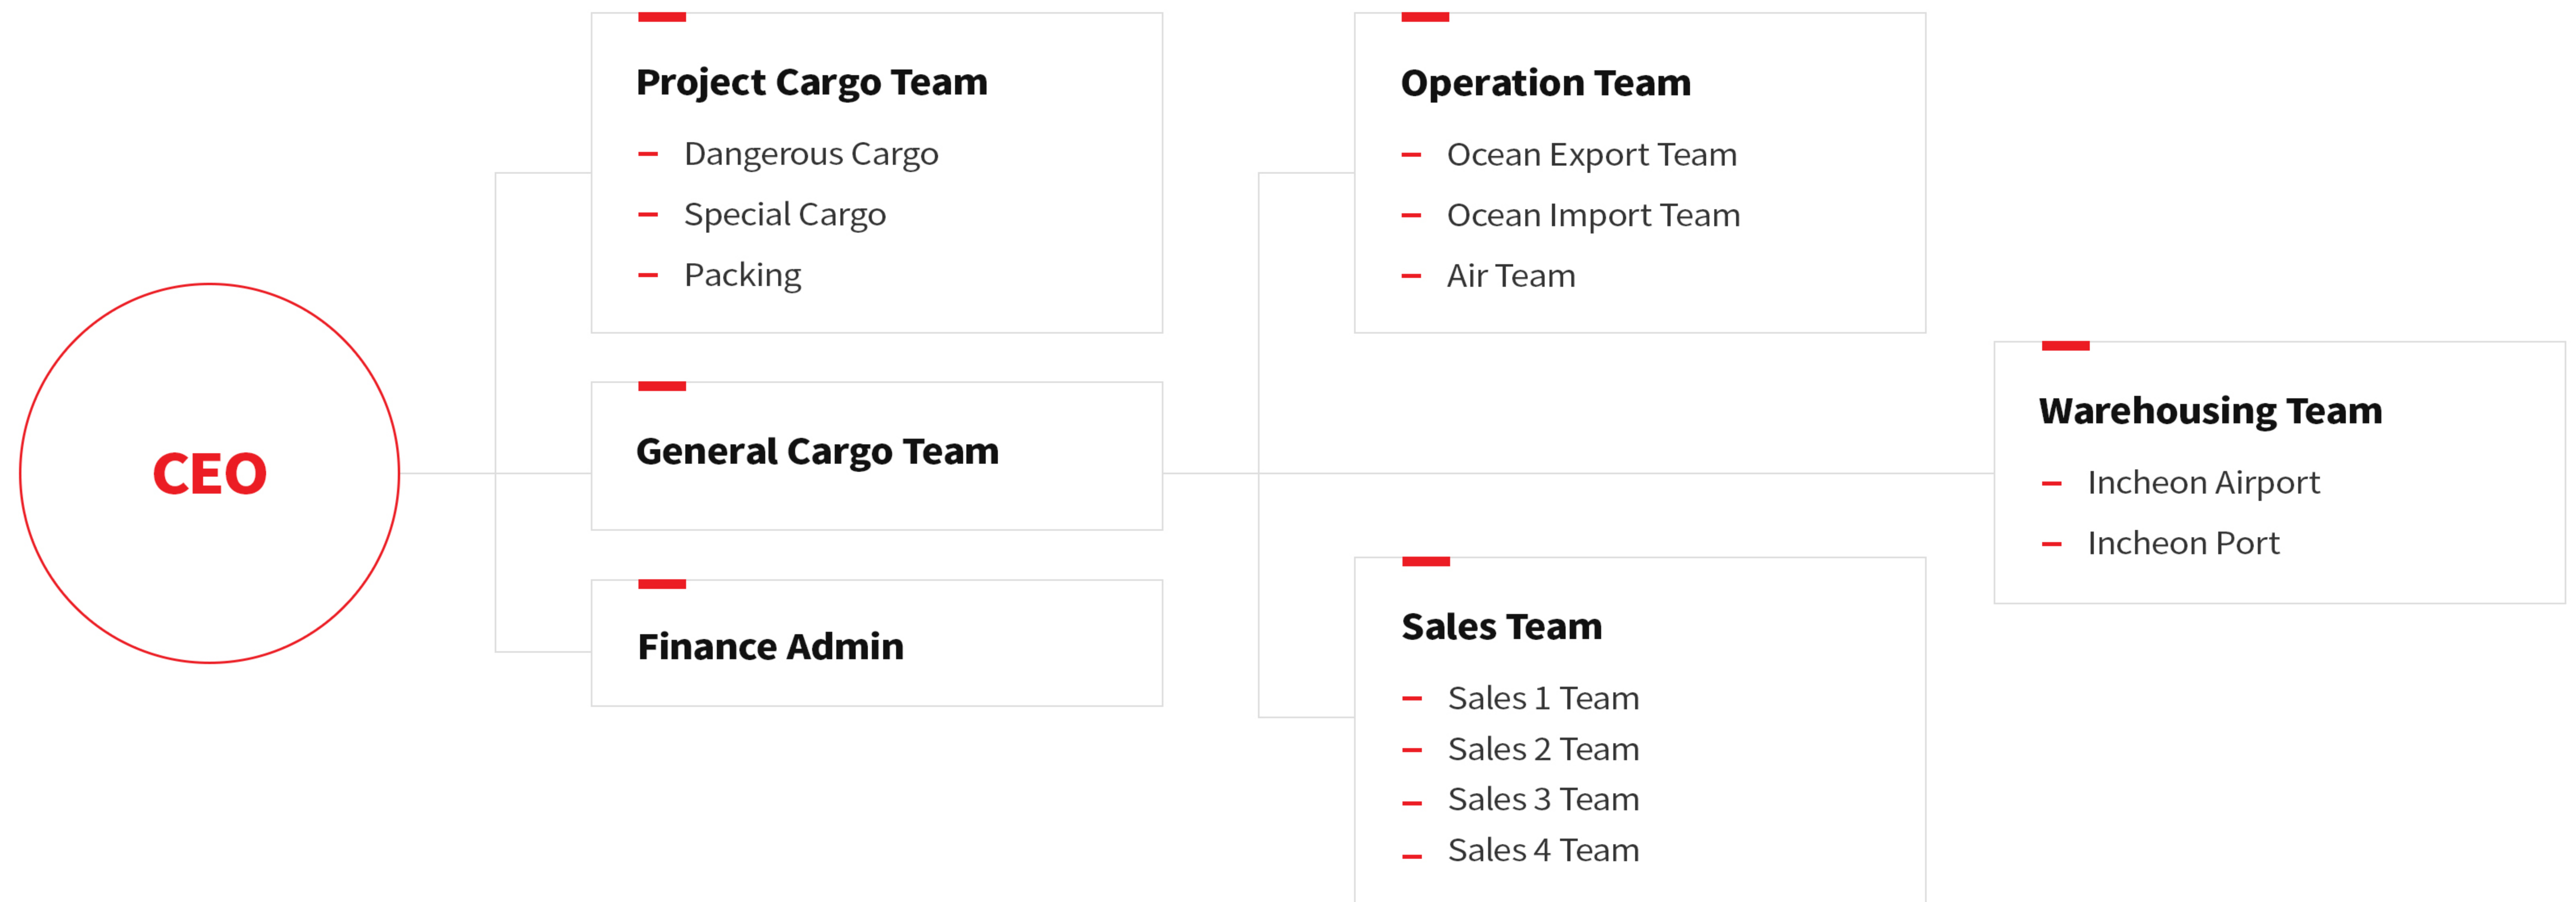 CEO
Project Cargo Team
Dangerous Cargo
Special Cargo
Packing
General Cargo Team
Finance Admin
Operation Team
Ocean Export Team
Ocean Import Team
Air Team
Sales Team
Sales 1 Team
Sales 2 Team
Sales 3 Team
Sales 4 Team
Warehousing Team
Incheon Airport
Incheon Port